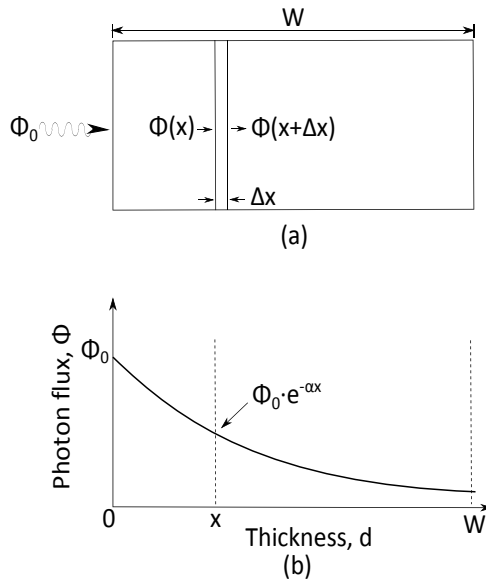 W
Φ₀
Φ(x)
Φ(x+Δx)
Δx
(a)
Photon flux, Φ
Φ₀
Φ₀·e^-αx
0
x
W
Thickness, d
(b)